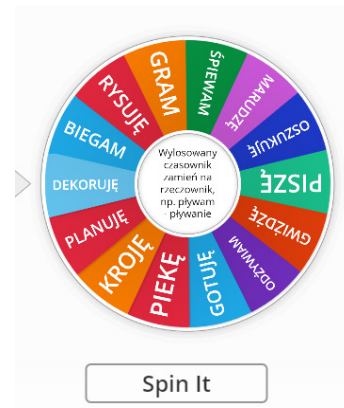 GRAM
ŚPIEWAM
MARUDZĘ
OSZUKUJĘ
PISZĘ
GWIŻDŻĘ
ODŻYWIAM
GOTUJĘ
PIEKĘ
KROJĘ
PLANUJĘ
DEKORUJĘ
BIEGAM
RYSUJĘ
Wylosowany
czasownik
zamień na
rzeczownik,
np. pływam
- pływanie
Spin It